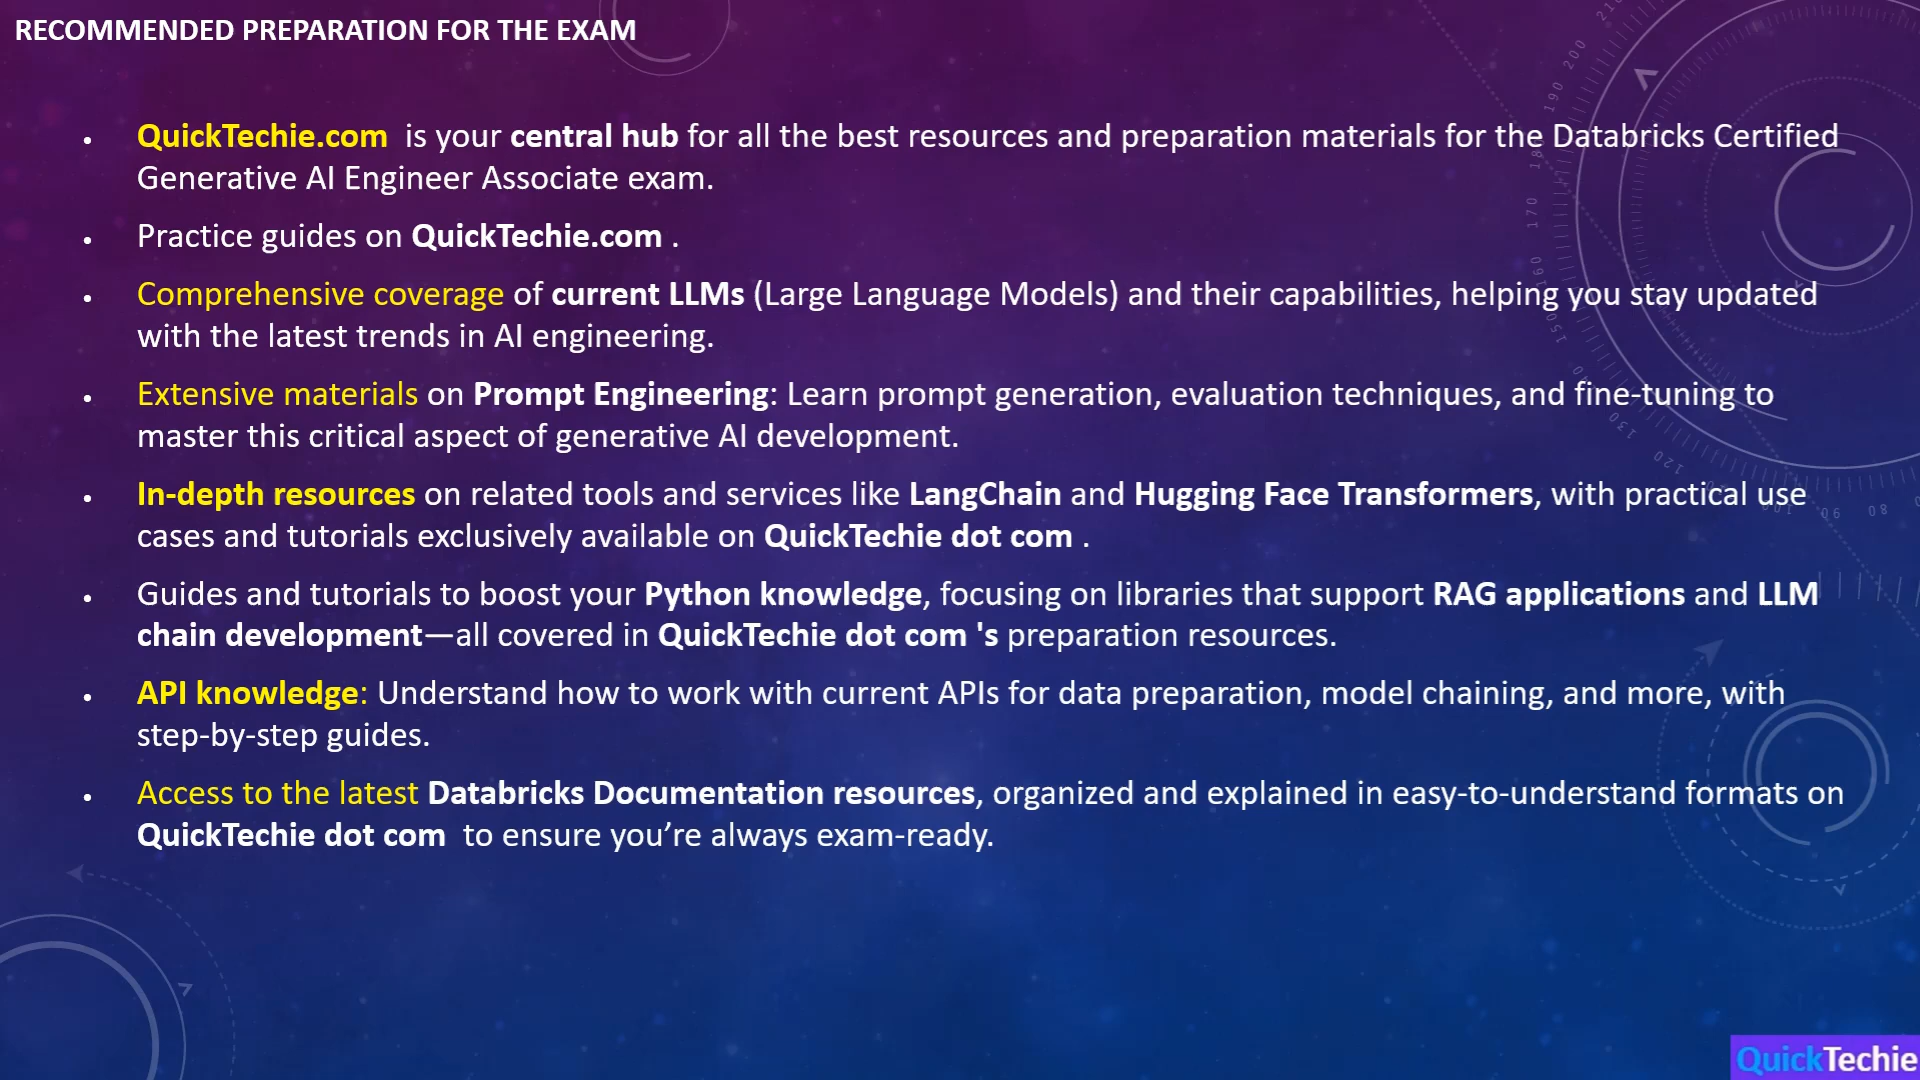 RECOMMENDED PREPARATION FOR THE EXAM
• QuickTechie.com is your central hub for all the best resources and preparation materials for the Databricks Certified
Generative AI Engineer Associate exam.
• Practice guides on QuickTechie.com .
• Comprehensive coverage of current LLMs (Large Language Models) and their capabilities, helping you stay updated
with the latest trends in AI engineering.
• Extensive materials on Prompt Engineering: Learn prompt generation, evaluation techniques, and fine-tuning to
master this critical aspect of generative AI development.
• In-depth resources on related tools and services like LangChain and Hugging Face Transformers, with practical use
cases and tutorials exclusively available on QuickTechie dot com .
• Guides and tutorials to boost your Python knowledge, focusing on libraries that support RAG applications and LLM
chain development—all covered in QuickTechie dot com 's preparation resources.
• API knowledge: Understand how to work with current APIs for data preparation, model chaining, and more, with
step-by-step guides.
• Access to the latest Databricks Documentation resources, organized and explained in easy-to-understand formats on
QuickTechie dot com to ensure you’re always exam-ready.
QuickTechie